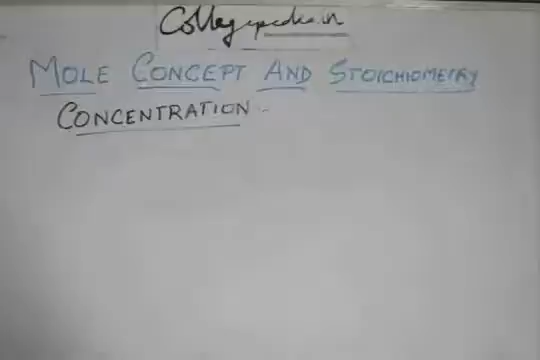 Collegepedia.in
MOLE CONCEPT AND STOICHIOMETRY
CONCENTRATION